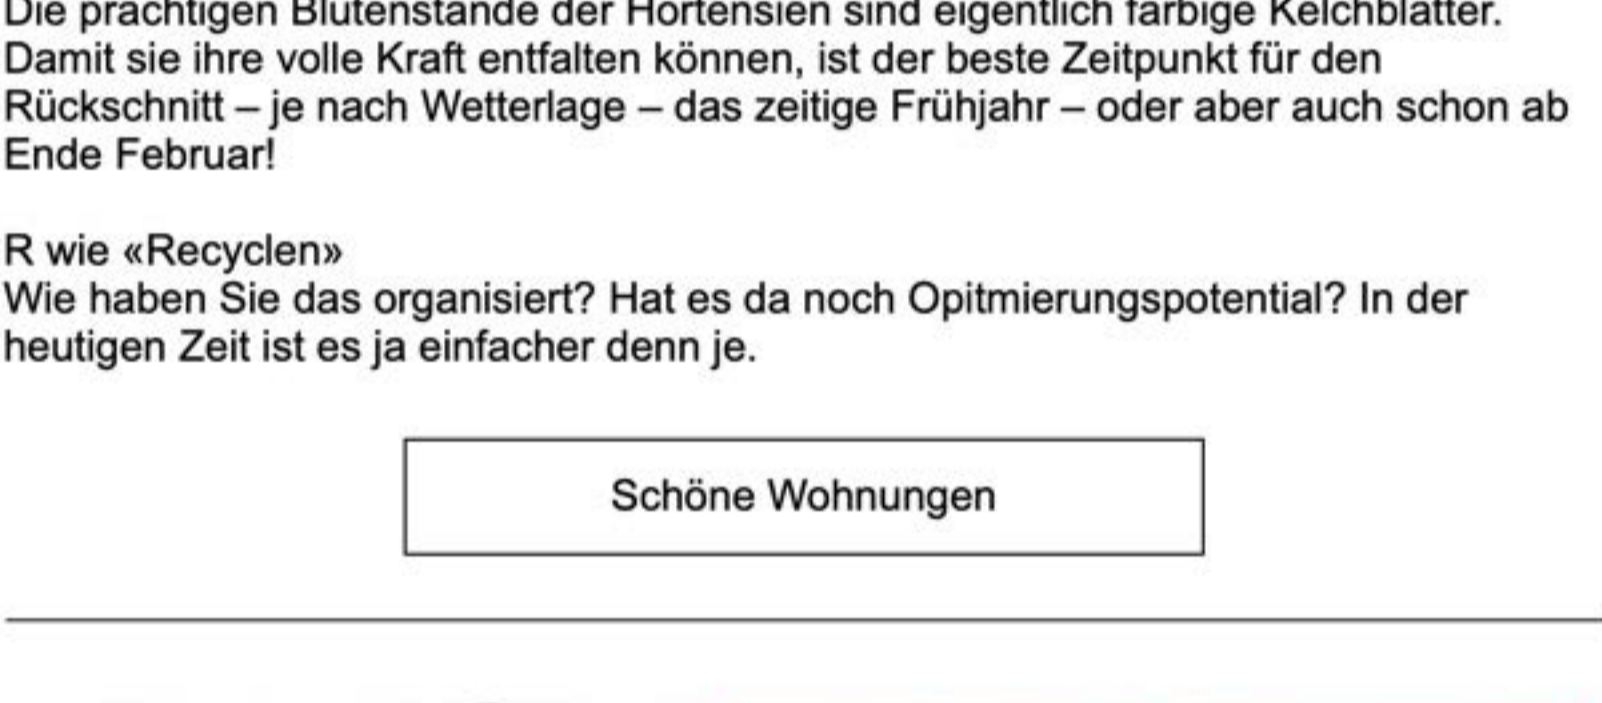 Die prächtigen Blütenstände der Hortensien sind eigentlich farbige Kelchblätter.
Damit sie ihre volle Kraft entfalten können, ist der beste Zeitpunkt für den
Rückschnitt – je nach Wetterlage – das zeitige Frühjahr – oder aber auch schon ab
Ende Februar!
R wie «Recyclen»
Wie haben Sie das organisiert? Hat es da noch Opitmierungspotential? In der
heutigen Zeit ist es ja einfacher denn je.
Schöne Wohnungen